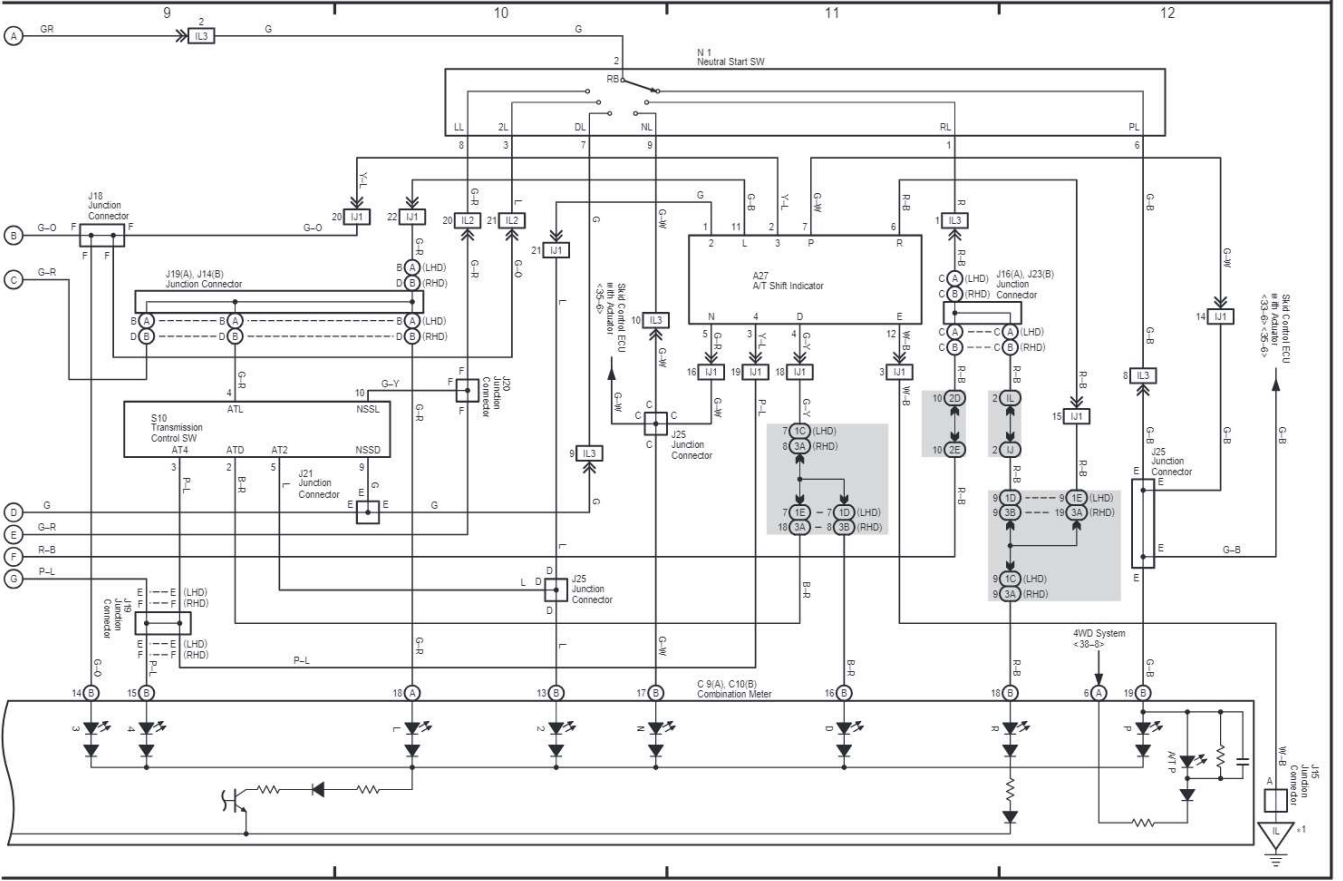 9 10 11 12
A GR 2 IL3 G G
N 1
Neutral Start SW
2
RB
LL 2L DL NL RL PL
8 3 7 9 1 6
J18
Junction
Connector
B G-O F F G-O
F F
C G-R
Y-L
20 IJ1
22 IJ1
G-R
20 IL2
L
21 IL2
G
G-W
G
G-B
Y-L
G-W
R-B
R
1 IL3
G-B
21 IJ1
1 11 2 7 6
2 L 3 P R
A27
A/T Shift Indicator
N 4 D E
5 3 4 12
J19(A), J14(B)
Junction Connector
G-R
B A (LHD)
D B (RHD)
B A B A B A (LHD)
D B D B D B (RHD)
G-R
G-O
L
Skid Control ECU
with Actuator
<35-6>
10 IL3
G-W
G-R
Y-L
G-Y
W-B
16 IJ1
19 IJ1
18 IJ1
3 IJ1
R-B
C A (LHD)
C B (RHD)
J16(A), J23(B)
Junction
Connector
C A C A (LHD)
C B C B (RHD)
G-W
14 IJ1
Skid Control ECU
with Actuator
<33-6> <35-6>
G-B
8 IL3
G-R
4
ATL
G-Y
10
NSSL
F
F
F
J20
Junction
Connector
S10
Transmission
Control SW
AT4 ATD AT2 NSSD
3 2 5 9
P-L
B-R
L
G
J21
Junction
Connector
E
E E
G-R
9 IL3
G
G-W
C
C C
C
J25
Junction
Connector
G-W
P-L
G-Y
W-B
7 1C (LHD)
8 3A (RHD)
7 1E 7 1D (LHD)
18 3A 8 3B (RHD)
R-B
10 2D
10 2E
R-B
R-B
2 IL
2 IJ
R-B
R-B
15 IJ1
R-B
9 1D 9 1E (LHD)
9 3B 19 3A (RHD)
9 1C (LHD)
9 3A (RHD)
G-B
G-B
J25
Junction
Connector
E
E
E
E
G-B
D G G
E G-R
F R-B
G P-L
E E (LHD)
F F (RHD)
J19
Junction
Connector
E E (LHD)
F F (RHD)
L
L D
D
D
J25
Junction
Connector
B-R
P-L
4WD System
<38-8>
G-O
P-L
G-R
L
G-W
B-R
R-B
G-B
C 9(A), C10(B)
Combination Meter
14 B 15 B 18 A 13 B 17 B 16 B 18 B 6 A 19 B
3 4 L 2 N D R P
A/T P
W-B
J15
Junction
Connector
A
IL *1